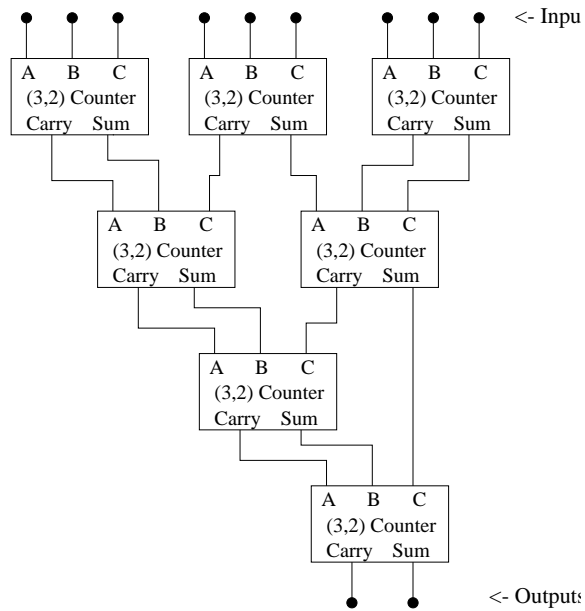 <- Input
A B C A B C A B C
(3,2) Counter (3,2) Counter (3,2) Counter
Carry Sum Carry Sum Carry Sum
A B C A B C
(3,2) Counter (3,2) Counter
Carry Sum Carry Sum
A B C
(3,2) Counter
Carry Sum
A B C
(3,2) Counter
Carry Sum
<- Outputs